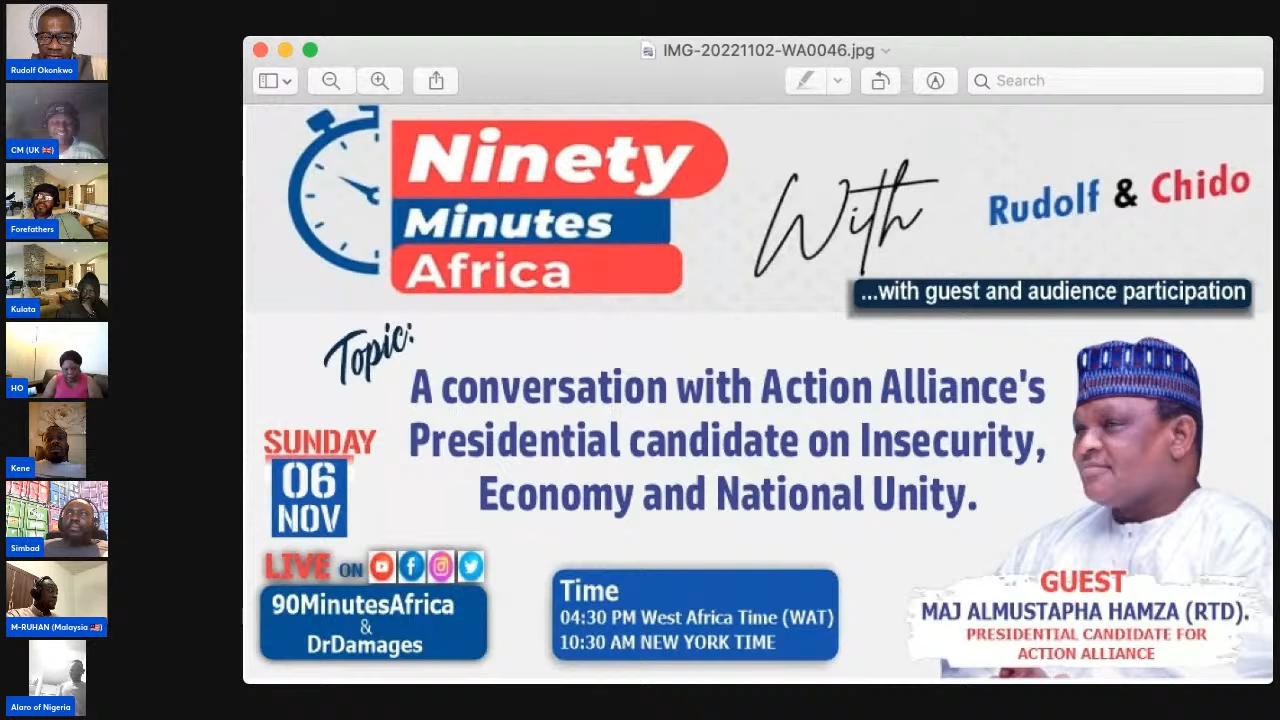 Rudolf Okonkwo
CM (UK 🇬🇧)
Forefathers
Kulata
HO
Kene
Simbad
M-RUHAN (Malaysia 🇲🇾)
Alaro of Nigeria
IMG-20221102-WA0046.jpg
Search
Ninety
Minutes
Africa
With
Rudolf & Chido
...with guest and audience participation
Topic:
A conversation with Action Alliance's
Presidential candidate on Insecurity,
Economy and National Unity.
SUNDAY
06
NOV
LIVE ON
90MinutesAfrica
&
DrDamages
Time
04:30 PM West Africa Time (WAT)
10:30 AM NEW YORK TIME
GUEST
MAJ ALMUSTAPHA HAMZA (RTD).
PRESIDENTIAL CANDIDATE FOR
ACTION ALLIANCE